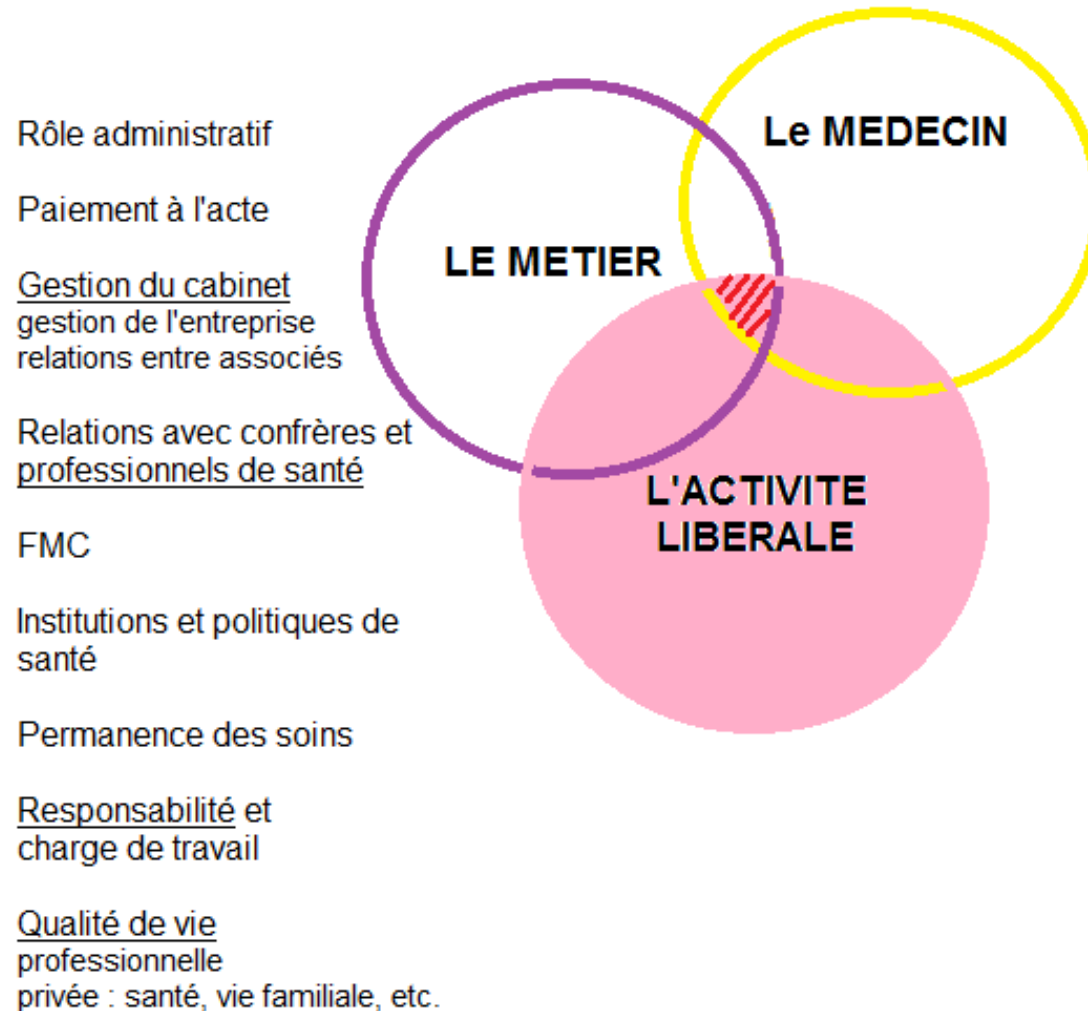 Rôle administratif
Paiement à l'acte
Gestion du cabinet
gestion de l'entreprise
relations entre associés
Relations avec confrères et
professionnels de santé
FMC
Institutions et politiques de
santé
Permanence des soins
Responsabilité et
charge de travail
Qualité de vie
professionnelle
privée : santé, vie familiale, etc.
Le MEDECIN
LE METIER
L'ACTIVITE
LIBERALE